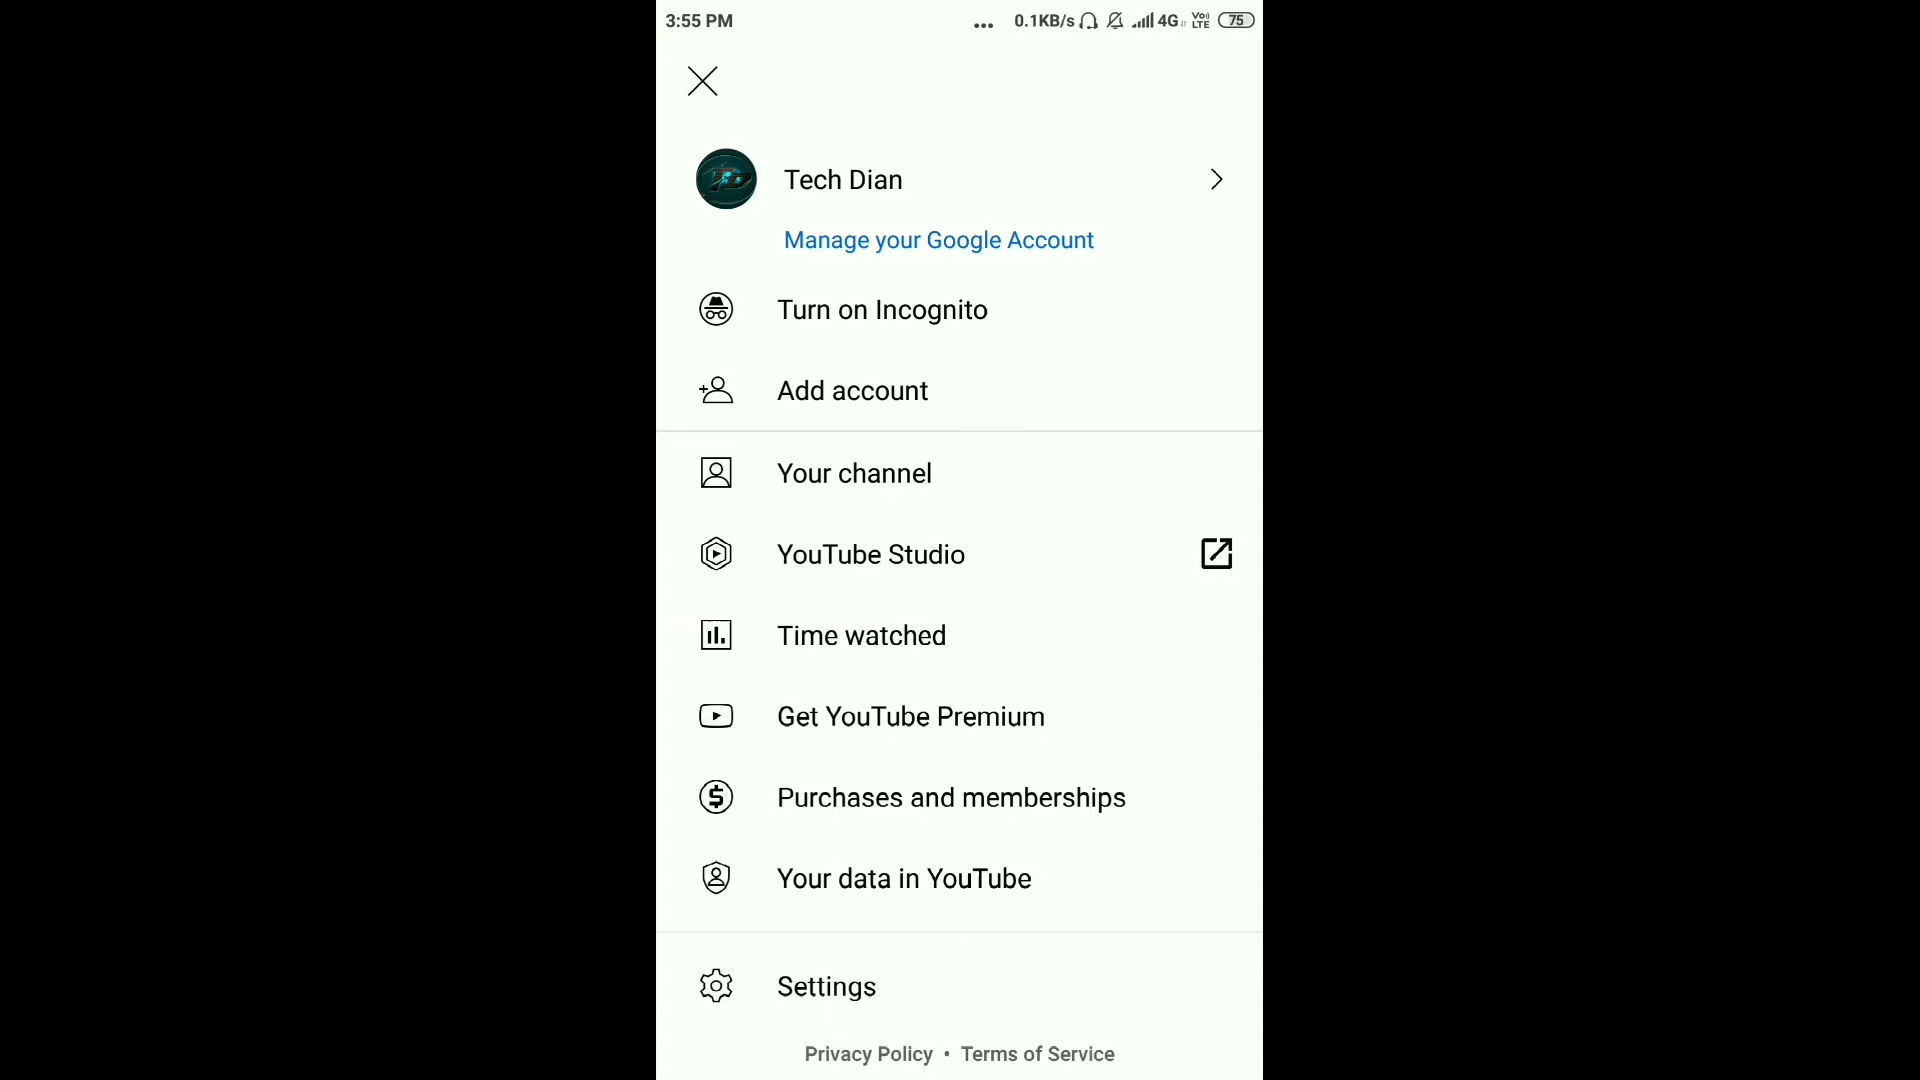 3:55 PM ... 0.1KB/s 4G Vo) LTE 75
Tech Dian
Manage your Google Account
Turn on Incognito
Add account
Your channel
YouTube Studio
Time watched
Get YouTube Premium
Purchases and memberships
Your data in YouTube
Settings
Privacy Policy • Terms of Service